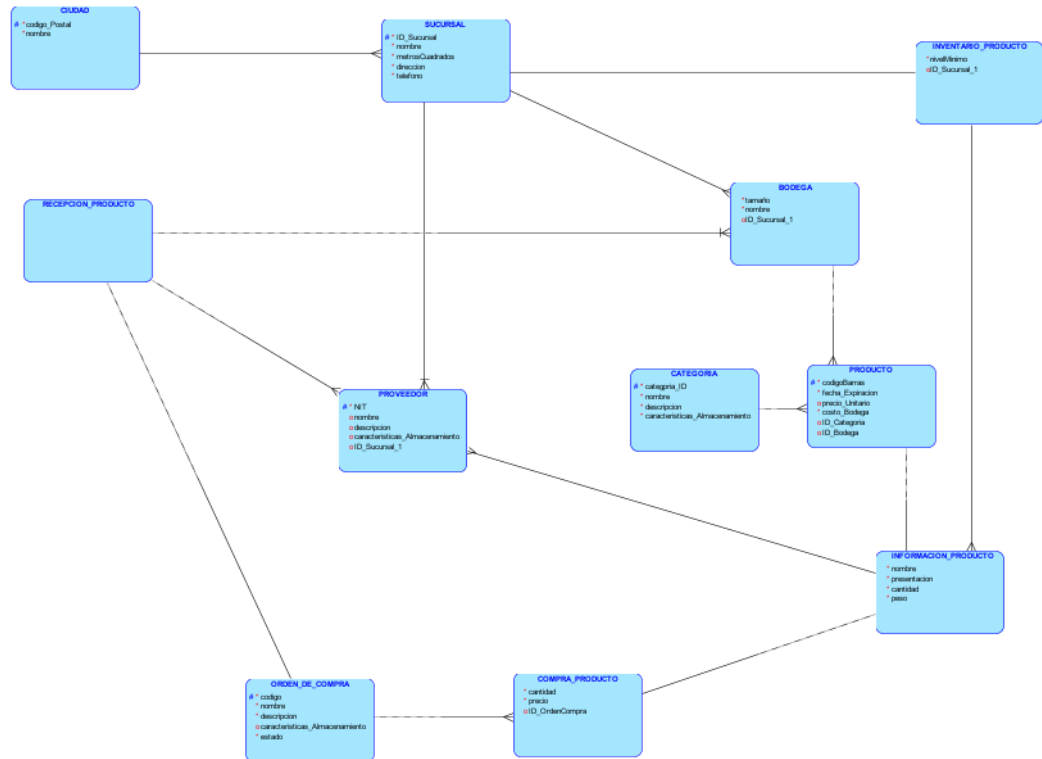 CIUDAD
# * codigo_Postal
* nombre
SUCURSAL
# * ID_Sucursal
* nombre
* metrosCuadrados
* direccion
* telefono
INVENTARIO_PRODUCTO
* nivelMinimo
o ID_Sucursal_1
BODEGA
* tamaño
* nombre
o ID_Sucursal_1
RECEPCION_PRODUCTO
PROVEEDOR
# * NIT
o nombre
o descripcion
o caracteristicas_Almacenamiento
o ID_Sucursal_1
CATEGORIA
# * categpria_ID
* nombre
* descripcion
* caracteristicas_Almacenamiento
PRODUCTO
# * codigoBarras
* fecha_Expiracion
o precio_Unitario
* costo_Bodega
o ID_Categoria
o ID_Bodega
INFORMACION_PRODUCTO
* nombre
* presentacion
* cantidad
* peso
ORDEN_DE_COMPRA
# * codigo
* nombre
* descripcion
o caracteristicas_Almacenamiento
* estado
COMPRA_PRODUCTO
* cantidad
* precio
o ID_OrdenCompra